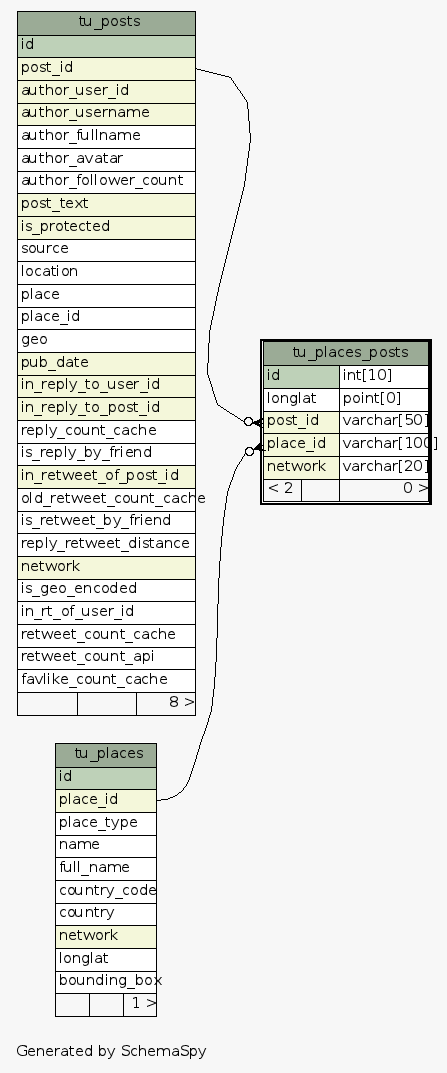 tu_posts
id
post_id
author_user_id
author_username
author_fullname
author_avatar
author_follower_count
post_text
is_protected
source
location
place
place_id
geo
pub_date
in_reply_to_user_id
in_reply_to_post_id
reply_count_cache
is_reply_by_friend
in_retweet_of_post_id
old_retweet_count_cache
is_retweet_by_friend
reply_retweet_distance
network
is_geo_encoded
in_rt_of_user_id
retweet_count_cache
retweet_count_api
favlike_count_cache
8 >
tu_places_posts
id int[10]
longlat point[0]
post_id varchar[50]
place_id varchar[100]
network varchar[20]
< 2 0 >
tu_places
id
place_id
place_type
name
full_name
country_code
country
network
longlat
bounding_box
1 >
Generated by SchemaSpy